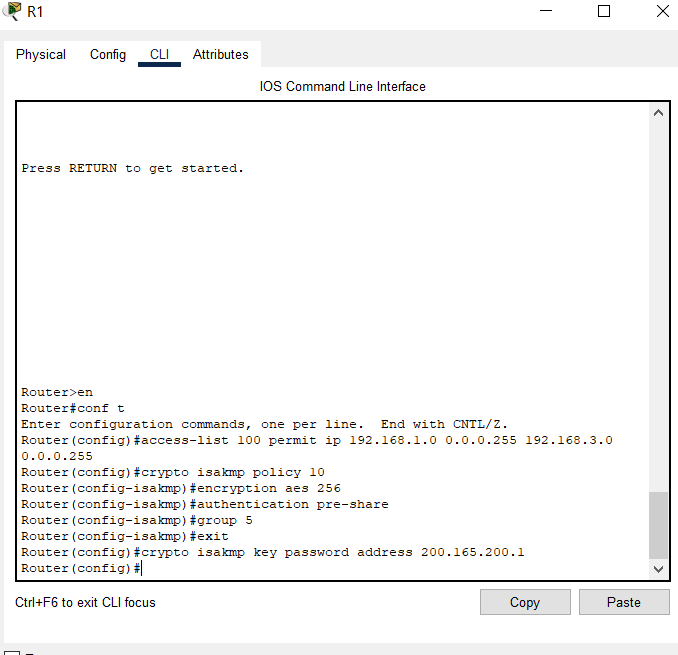 R1
Physical Config CLI Attributes
IOS Command Line Interface
Press RETURN to get started.
Router>en
Router#conf t
Enter configuration commands, one per line.  End with CNTL/Z.
Router(config)#access-list 100 permit ip 192.168.1.0 0.0.0.255 192.168.3.0
0.0.0.255
Router(config)#crypto isakmp policy 10
Router(config-isakmp)#encryption aes 256
Router(config-isakmp)#authentication pre-share
Router(config-isakmp)#group 5
Router(config-isakmp)#exit
Router(config)#crypto isakmp key password address 200.165.200.1
Router(config)#
Ctrl+F6 to exit CLI focus
Copy Paste